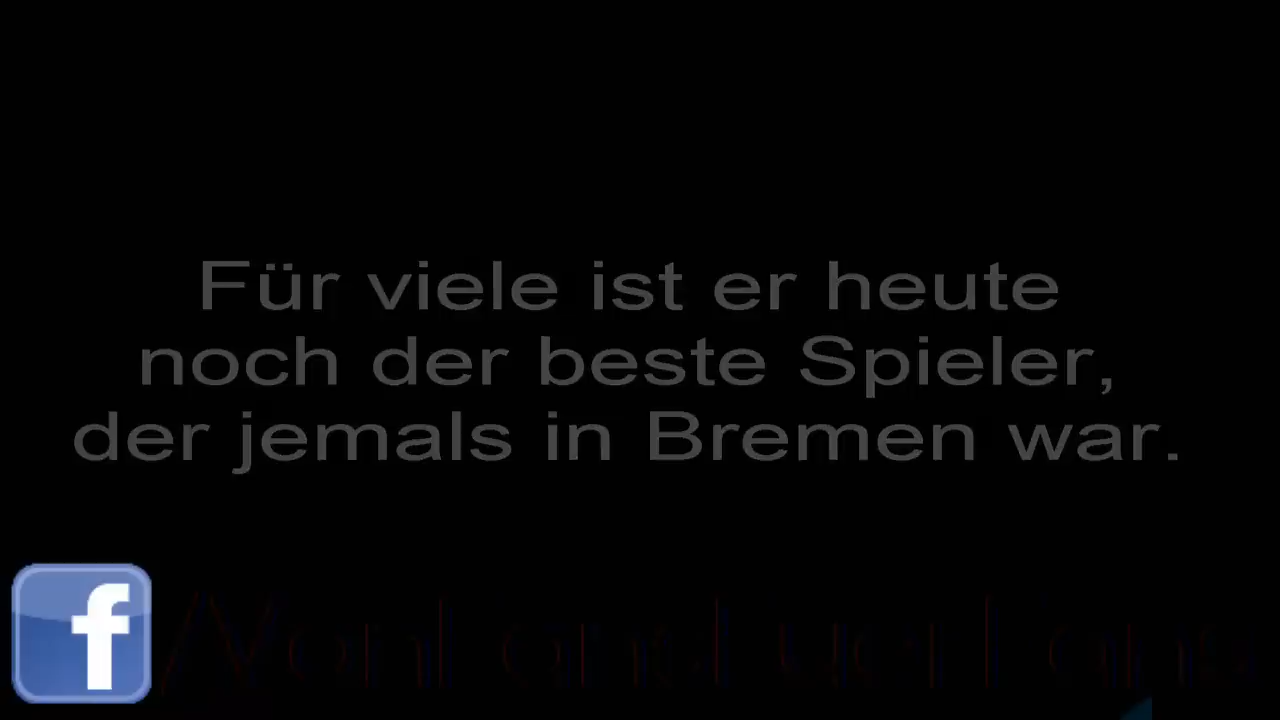 Für viele ist er heute
noch der beste Spieler,
der jemals in Bremen war.
f